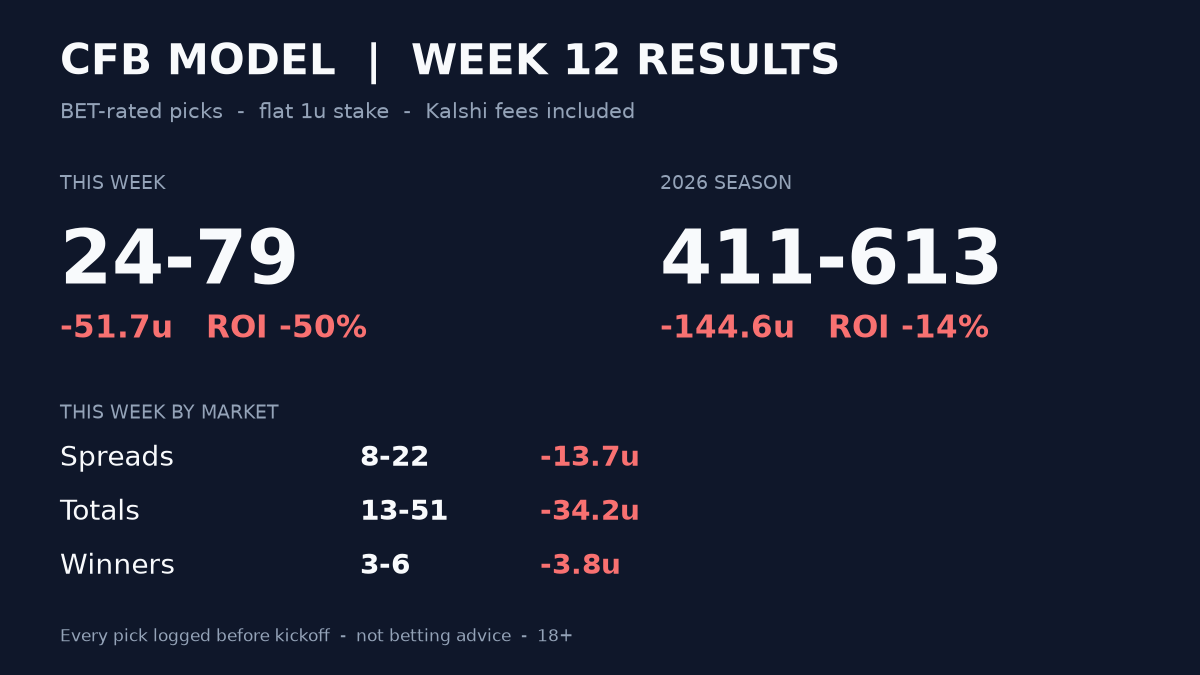 CFB MODEL | WEEK 12 RESULTS
BET-rated picks - flat 1u stake - Kalshi fees included
THIS WEEK
24-79
-51.7u ROI -50%
2026 SEASON
411-613
-144.6u ROI -14%
THIS WEEK BY MARKET
Spreads 8-22 -13.7u
Totals 13-51 -34.2u
Winners 3-6 -3.8u
Every pick logged before kickoff - not betting advice - 18+